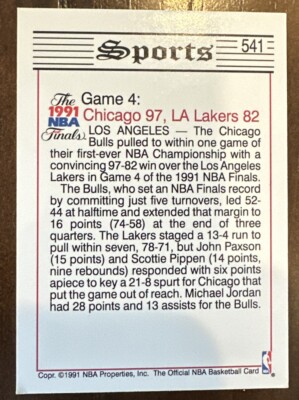 Sports 541
The
1991
NBA
Finals
Game 4:
Chicago 97, LA Lakers 82
LOS ANGELES — The Chicago
Bulls pulled to within one game of
their first-ever NBA Championship with a
convincing 97-82 win over the Los Angeles
Lakers in Game 4 of the 1991 NBA Finals.
The Bulls, who set an NBA Finals record
by committing just five turnovers, led 52-
44 at halftime and extended that margin to
16 points (74-58) at the end of three
quarters. The Lakers staged a 13-4 run to
pull within seven, 78-71, but John Paxson
(15 points) and Scottie Pippen (14 points,
nine rebounds) responded with six points
apiece to key a 21-8 spurt for Chicago that
put the game out of reach. Michael Jordan
had 28 points and 13 assists for the Bulls.
Copr. ©1991 NBA Properties, Inc. The Official NBA Basketball Card